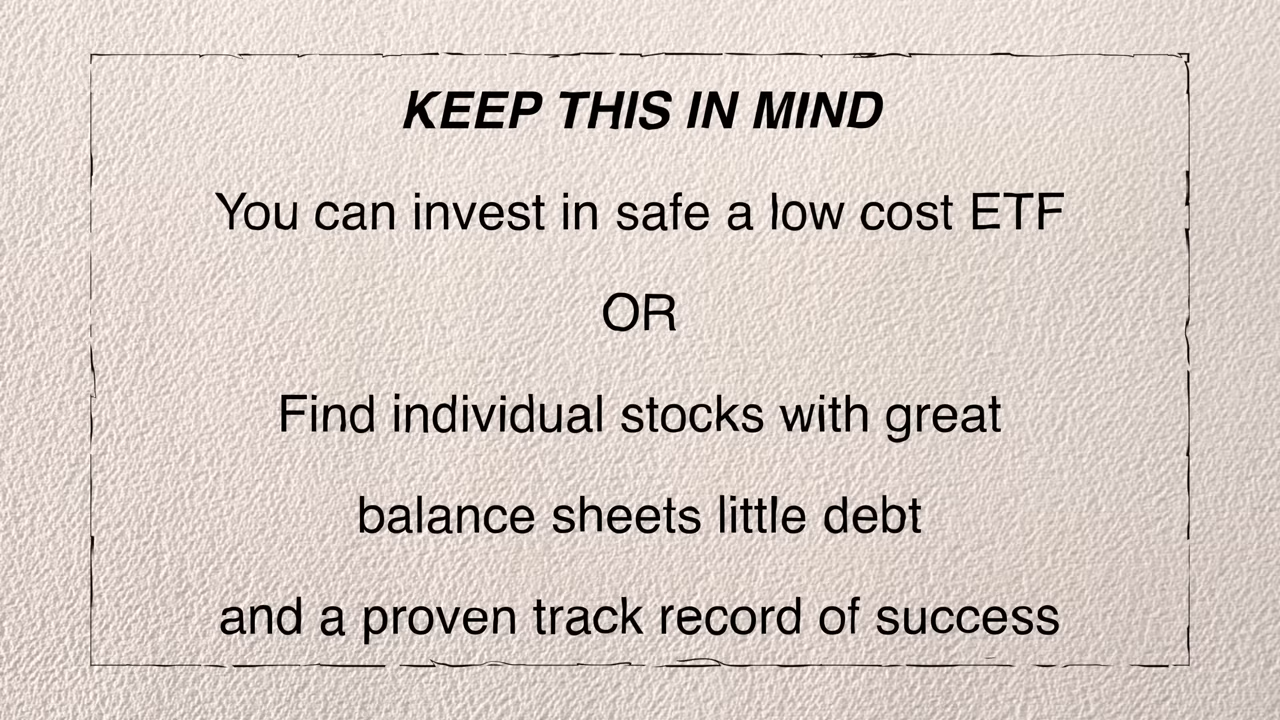 KEEP THIS IN MIND
You can invest in safe a low cost ETF
OR
Find individual stocks with great
balance sheets little debt
and a proven track record of success